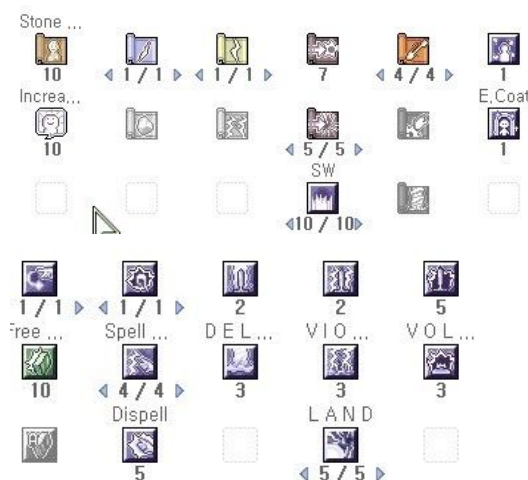 Stone ...
10 1 / 1 1 / 1 7 4 / 4 1
Increa... E,Coat
10 5 / 5 1
SW
10 / 10
1 / 1 1 / 1 2 2 5
Free ... Spell ... D E L ... V I O ... V O L ...
10 4 / 4 3 3 3
Dispell L A N D
5 5 / 5